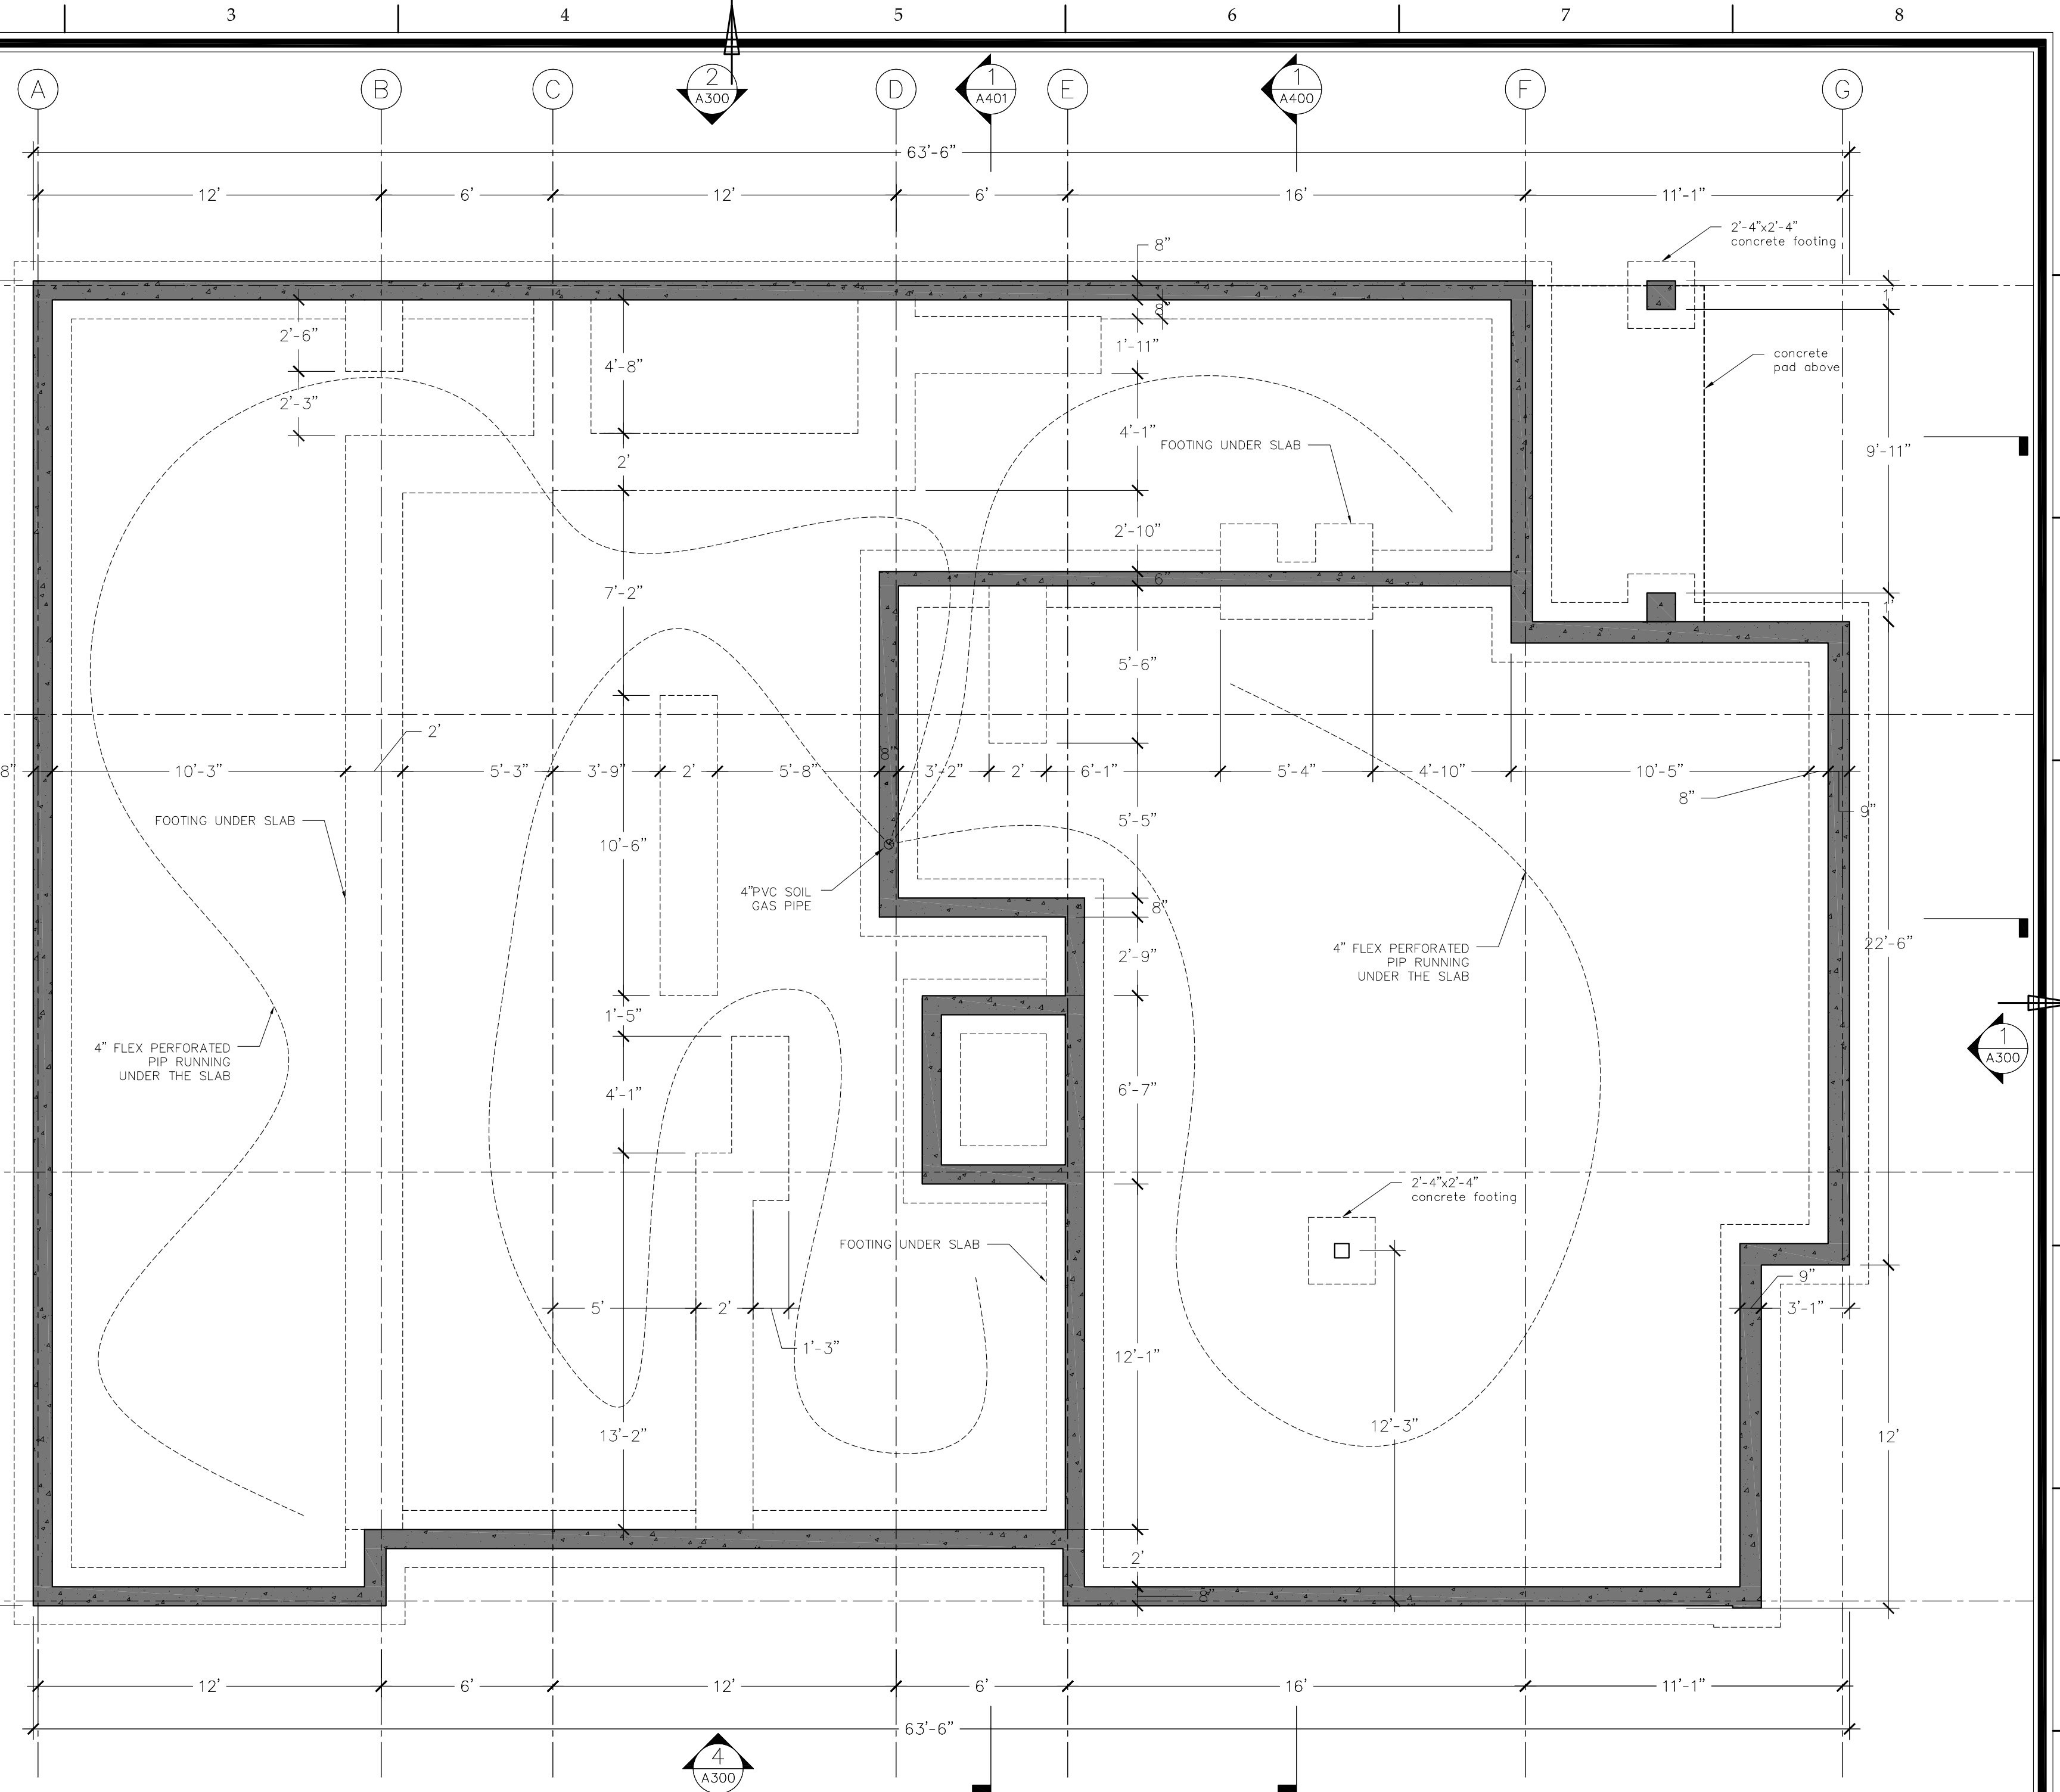 3 4 5 6 7 8
A B C D E F G
2
A300
1
A401
1
A400
63'-6"
12' 6' 12' 6' 16' 11'-1"
2'-4"x2'-4"
concrete footing
8"
8"
1'
2'-6"
4'-8"
1'-11"
concrete
pad above
2'-3"
4'-1"
FOOTING UNDER SLAB
9'-11"
2'
2'-10"
6"
7'-2"
1'
5'-6"
2'
8"
8" 10'-3" 5'-3" 3'-9" 2' 5'-8" 3'-2" 2' 6'-1" 5'-4" 4'-10" 10'-5"
8"
9"
FOOTING UNDER SLAB
5'-5"
10'-6"
4"PVC SOIL
GAS PIPE
8"
22'-6"
4" FLEX PERFORATED
PIP RUNNING
UNDER THE SLAB
2'-9"
1'-5"
4" FLEX PERFORATED
PIP RUNNING
UNDER THE SLAB
1
A300
4'-1"
6'-7"
2'-4"x2'-4"
concrete footing
FOOTING UNDER SLAB
9"
5' 2' 3'-1"
1'-3"
12'-1"
12'-3"
13'-2"
12'
2'
8"
12' 6' 12' 6' 16' 11'-1"
63'-6"
4
A300